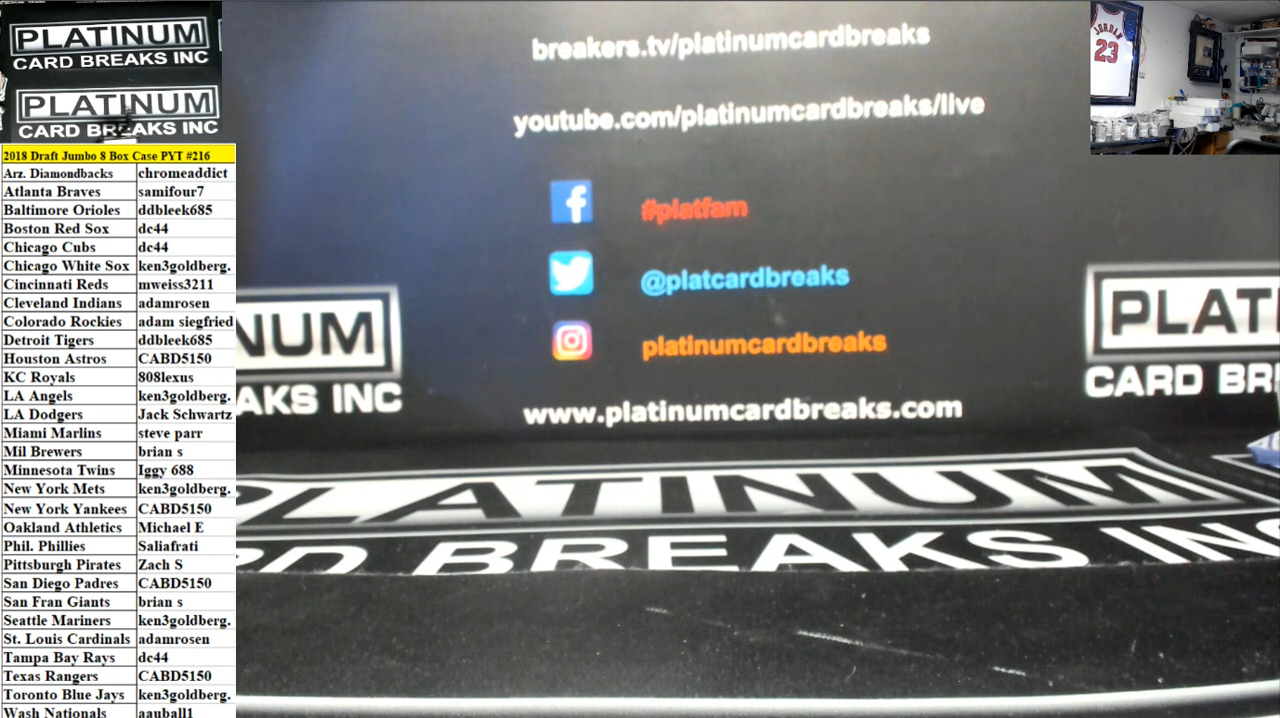 PLATINUM
CARD BREAKS INC
PLATINUM
CARD BREAKS INC
2018 Draft Jumbo 8 Box Case PYT #216
Arz. Diamondbacks chromeaddict
Atlanta Braves samifour7
Baltimore Orioles ddbleek685
Boston Red Sox dc44
Chicago Cubs dc44
Chicago White Sox ken3goldberg.
Cincinnati Reds mweiss3211
Cleveland Indians adamrosen
Colorado Rockies adam siegfried
Detroit Tigers ddbleek685
Houston Astros CABD5150
KC Royals 808lexus
LA Angels ken3goldberg.
LA Dodgers Jack Schwartz
Miami Marlins steve parr
Mil Brewers brian s
Minnesota Twins Iggy 688
New York Mets ken3goldberg.
New York Yankees CABD5150
Oakland Athletics Michael E
Phil. Phillies Saliafrati
Pittsburgh Pirates Zach S
San Diego Padres CABD5150
San Fran Giants brian s
Seattle Mariners ken3goldberg.
St. Louis Cardinals adamrosen
Tampa Bay Rays dc44
Texas Rangers CABD5150
Toronto Blue Jays ken3goldberg.
Wash Nationals aauball1
breakers.tv/platinumcardbreaks
youtube.com/platinumcardbreaks/live
#platfam
@platcardbreaks
platinumcardbreaks
www.platinumcardbreaks.com
NUM
AKS INC
PLATI
CARD BRE
PLATINUM
RD BREAKS INC
JORDAN
23